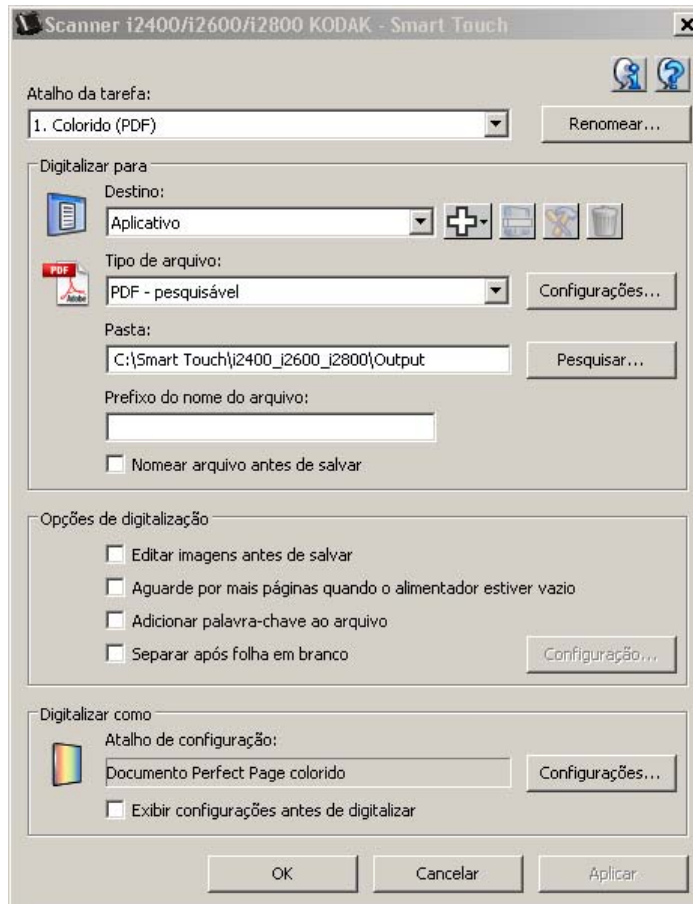 Scanner i2400/i2600/i2800 KODAK - Smart Touch
Atalho da tarefa:
1. Colorido (PDF)
Renomear...
Digitalizar para
Destino:
Aplicativo
PDF
Adobe
Tipo de arquivo:
PDF - pesquisável
Configurações...
Pasta:
C:\Smart Touch\i2400_i2600_i2800\Output
Pesquisar...
Prefixo do nome do arquivo:
Nomear arquivo antes de salvar
Opções de digitalização
Editar imagens antes de salvar
Aguarde por mais páginas quando o alimentador estiver vazio
Adicionar palavra-chave ao arquivo
Separar após folha em branco
Configuração...
Digitalizar como
Atalho de configuração:
Documento Perfect Page colorido
Configurações...
Exibir configurações antes de digitalizar
OK
Cancelar
Aplicar